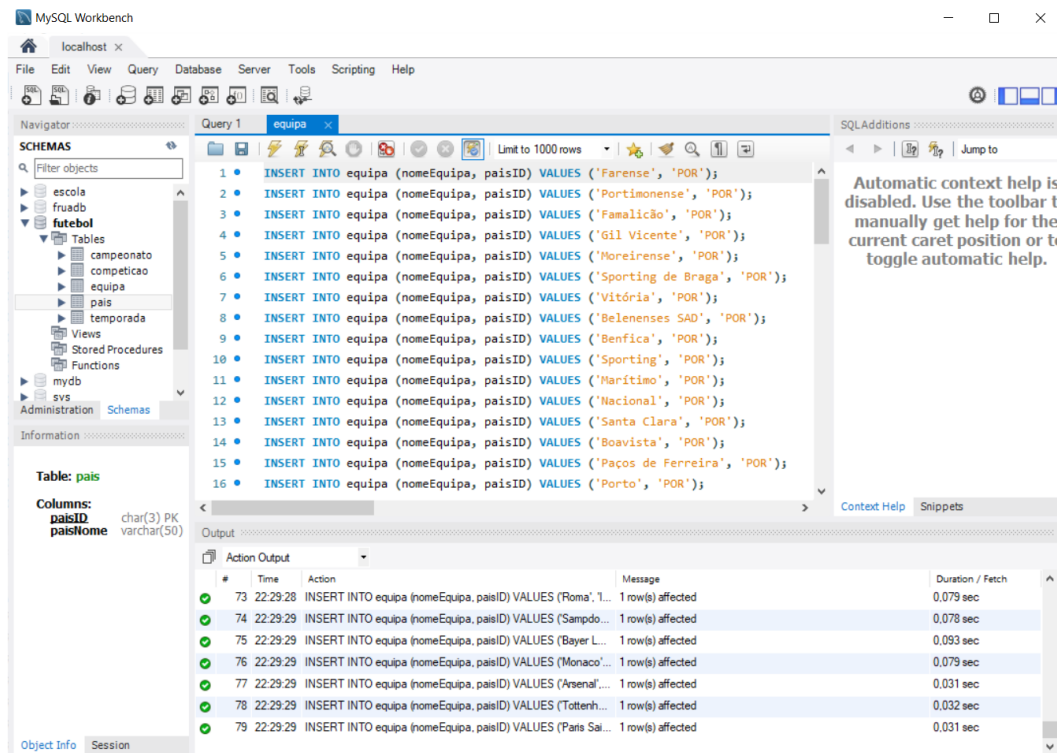 MySQL Workbench
localhost
File Edit View Query Database Server Tools Scripting Help
Navigator
SCHEMAS
Filter objects
escola
fruadb
futebol
Tables
campeonato
competicao
equipa
pais
temporada
Views
Stored Procedures
Functions
mydb
sys
Administration Schemas
Information
Table: pais
Columns:
paisID char(3) PK
paisNome varchar(50)
Object Info Session
Query 1 equipa
Limit to 1000 rows
1 INSERT INTO equipa (nomeEquipa, paisID) VALUES ('Farense', 'POR');
2 INSERT INTO equipa (nomeEquipa, paisID) VALUES ('Portimonense', 'POR');
3 INSERT INTO equipa (nomeEquipa, paisID) VALUES ('Famalicão', 'POR');
4 INSERT INTO equipa (nomeEquipa, paisID) VALUES ('Gil Vicente', 'POR');
5 INSERT INTO equipa (nomeEquipa, paisID) VALUES ('Moreirense', 'POR');
6 INSERT INTO equipa (nomeEquipa, paisID) VALUES ('Sporting de Braga', 'POR');
7 INSERT INTO equipa (nomeEquipa, paisID) VALUES ('Vitória', 'POR');
8 INSERT INTO equipa (nomeEquipa, paisID) VALUES ('Belenenses SAD', 'POR');
9 INSERT INTO equipa (nomeEquipa, paisID) VALUES ('Benfica', 'POR');
10 INSERT INTO equipa (nomeEquipa, paisID) VALUES ('Sporting', 'POR');
11 INSERT INTO equipa (nomeEquipa, paisID) VALUES ('Marítimo', 'POR');
12 INSERT INTO equipa (nomeEquipa, paisID) VALUES ('Nacional', 'POR');
13 INSERT INTO equipa (nomeEquipa, paisID) VALUES ('Santa Clara', 'POR');
14 INSERT INTO equipa (nomeEquipa, paisID) VALUES ('Boavista', 'POR');
15 INSERT INTO equipa (nomeEquipa, paisID) VALUES ('Paços de Ferreira', 'POR');
16 INSERT INTO equipa (nomeEquipa, paisID) VALUES ('Porto', 'POR');
SQLAdditions
Jump to
Automatic context help is
disabled. Use the toolbar t
manually get help for the
current caret position or to
toggle automatic help.
Context Help Snippets
Output
Action Output
# Time Action Message Duration / Fetch
73 22:29:28 INSERT INTO equipa (nomeEquipa, paisID) VALUES ('Roma', 'I... 1 row(s) affected 0,079 sec
74 22:29:29 INSERT INTO equipa (nomeEquipa, paisID) VALUES ('Sampdo... 1 row(s) affected 0,078 sec
75 22:29:29 INSERT INTO equipa (nomeEquipa, paisID) VALUES ('Bayer L... 1 row(s) affected 0,093 sec
76 22:29:29 INSERT INTO equipa (nomeEquipa, paisID) VALUES ('Monaco'... 1 row(s) affected 0,079 sec
77 22:29:29 INSERT INTO equipa (nomeEquipa, paisID) VALUES ('Arsenal',... 1 row(s) affected 0,031 sec
78 22:29:29 INSERT INTO equipa (nomeEquipa, paisID) VALUES ('Tottenh... 1 row(s) affected 0,032 sec
79 22:29:29 INSERT INTO equipa (nomeEquipa, paisID) VALUES ('Paris Sai... 1 row(s) affected 0,031 sec